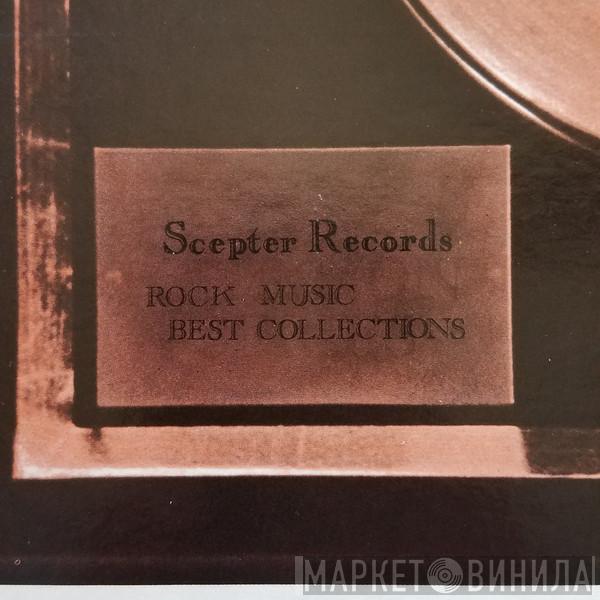 Scepter Records
ROCK MUSIC
BEST COLLECTIONS
МАРКЕТ ВИНИЛА